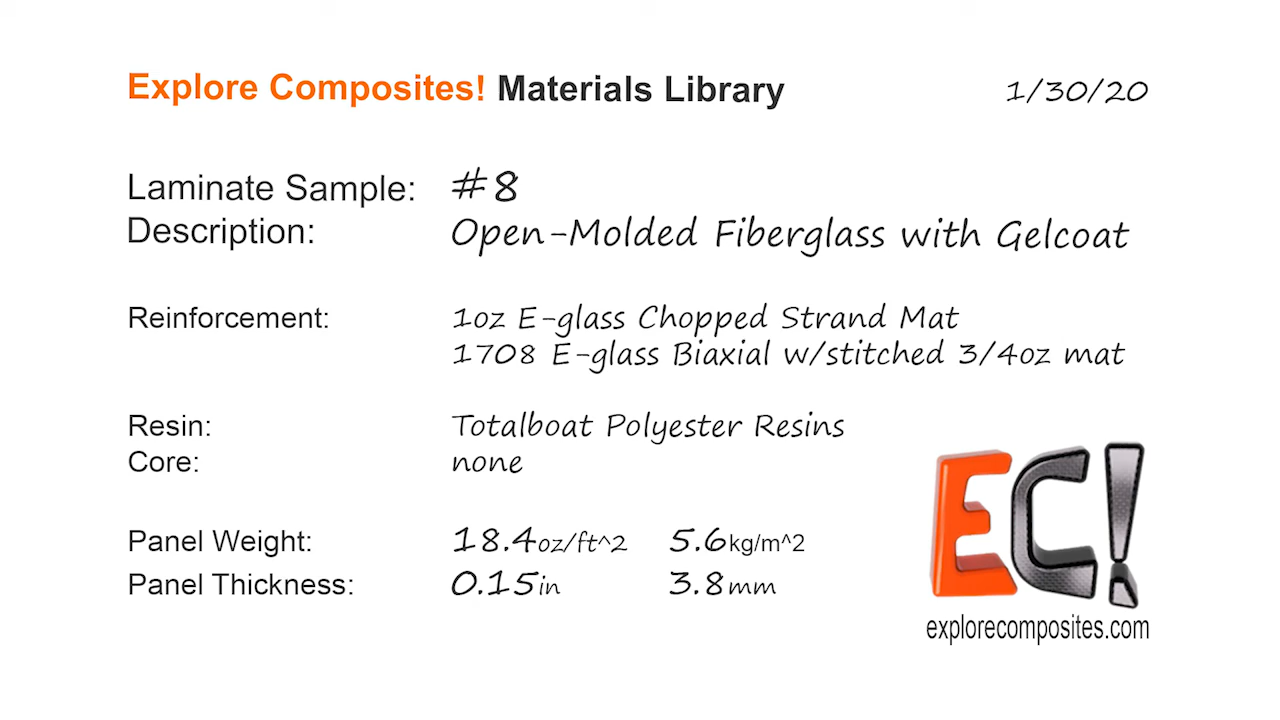 Explore Composites! Materials Library 1/30/20
Laminate Sample: #8
Description: Open-Molded Fiberglass with Gelcoat
Reinforcement: 1oz E-glass Chopped Strand Mat
1708 E-glass Biaxial w/stitched 3/4oz mat
Resin: Totalboat Polyester Resins
Core: none
Panel Weight: 18.4oz/ft^2 5.6kg/m^2
Panel Thickness: 0.15in 3.8mm
EC!
explorecomposites.com